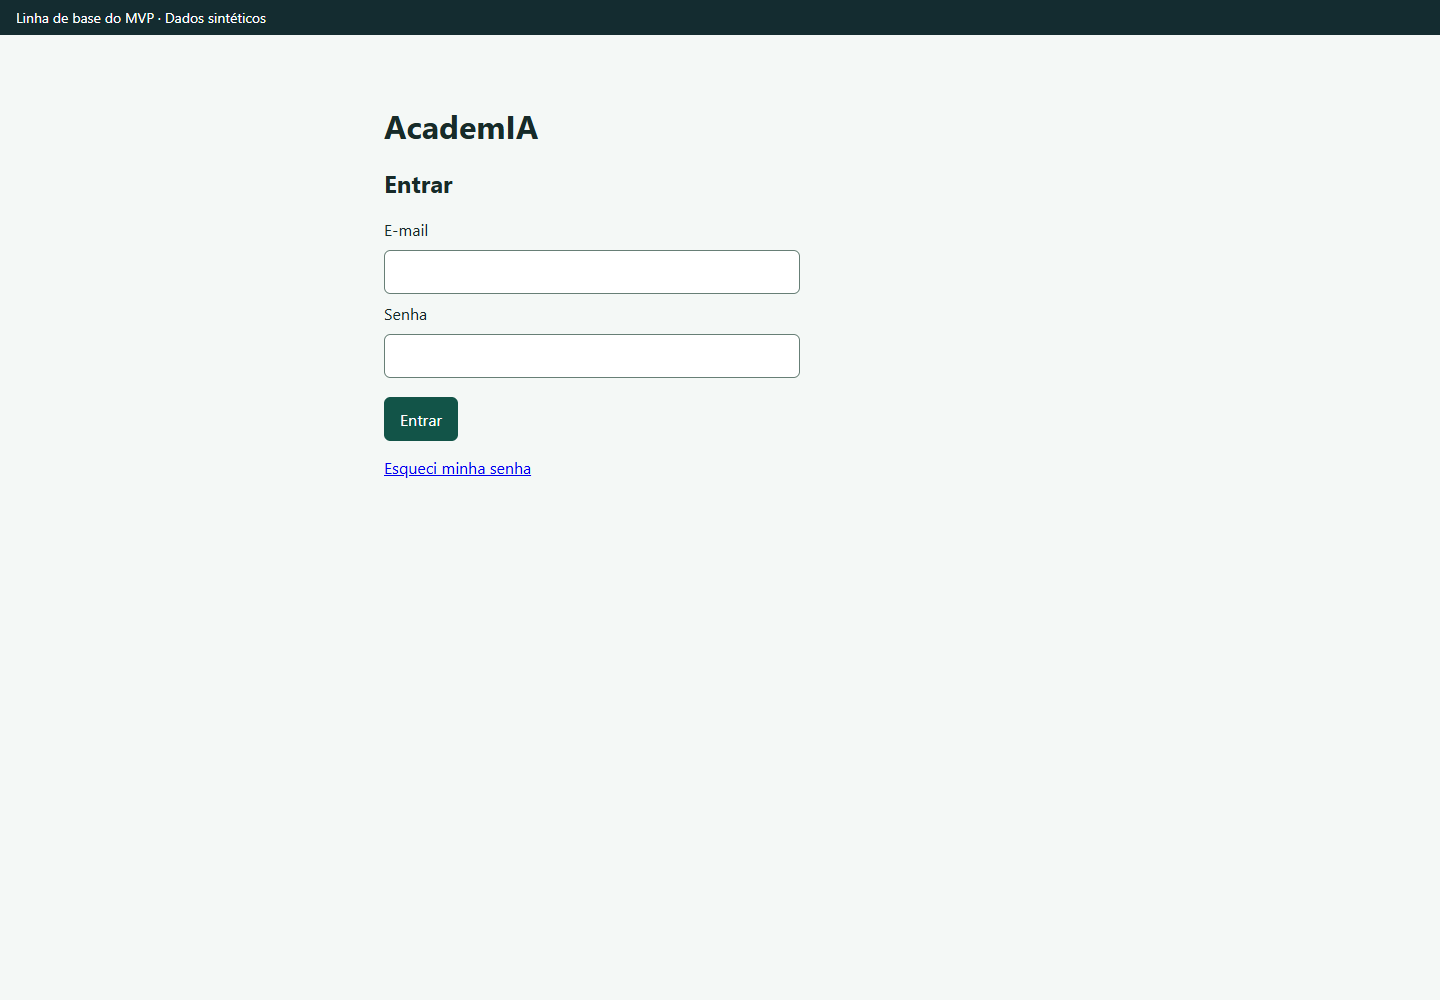 Linha de base do MVP · Dados sintéticos
AcademIA
Entrar
E-mail
Senha
Entrar
Esqueci minha senha